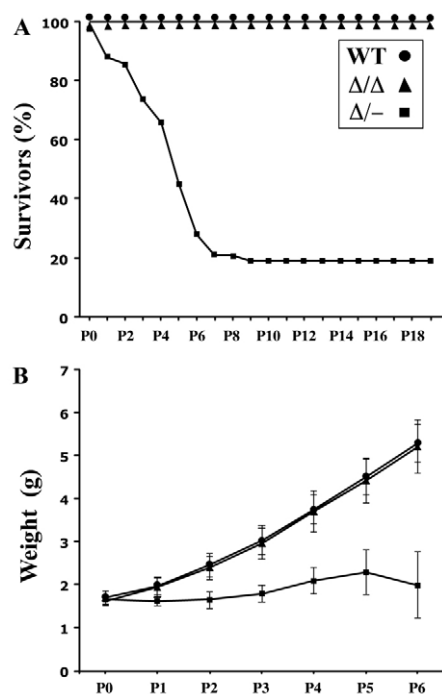 A
Survivors (%)
100
80
60
40
20
0
WT
Δ/Δ
Δ/–
P0 P2 P4 P6 P8 P10 P12 P14 P16 P18
B
Weight (g)
7
6
5
4
3
2
1
0
P0 P1 P2 P3 P4 P5 P6